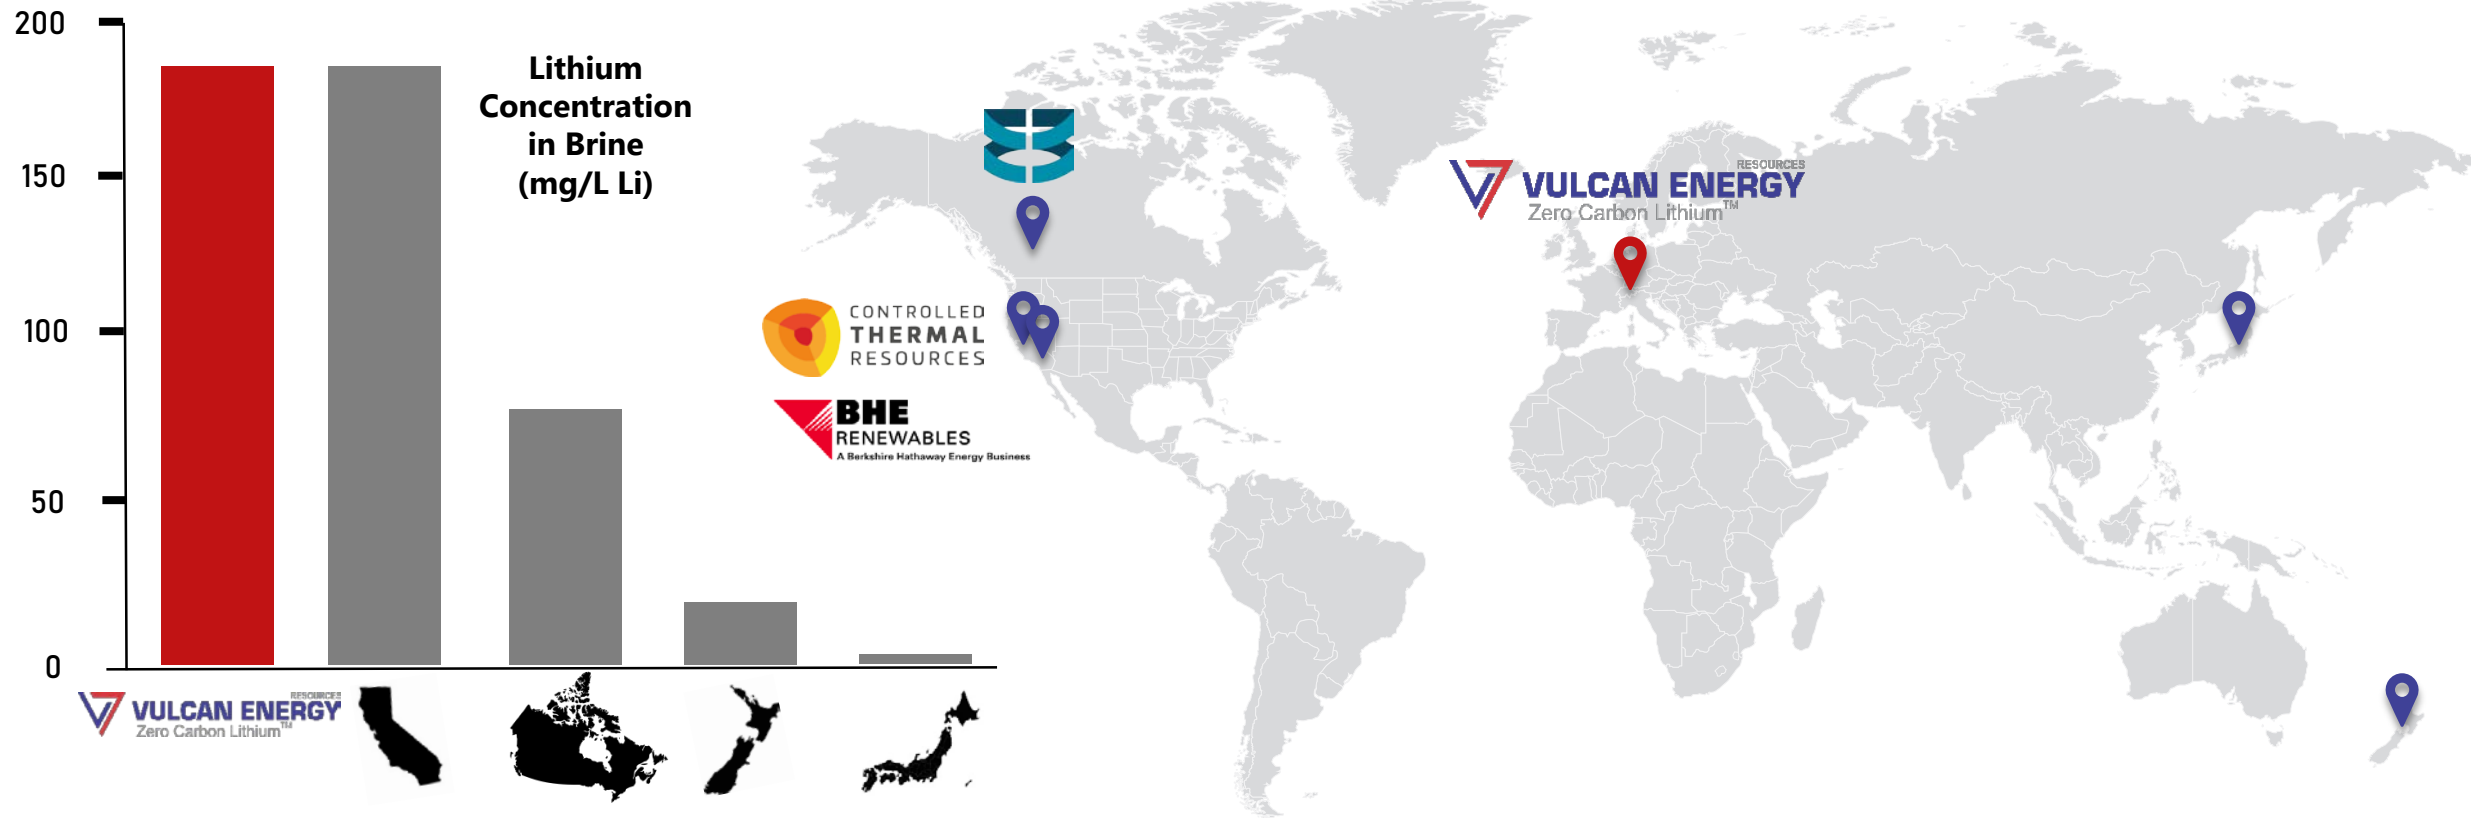 200
150
100
50
0
Lithium
Concentration
in Brine
(mg/L Li)
RESOURCES
VULCAN ENERGY
Zero Carbon Lithium™
CONTROLLED
THERMAL
RESOURCES
BHE
RENEWABLES
A Berkshire Hathaway Energy Business
RESOURCES
VULCAN ENERGY
Zero Carbon Lithium™